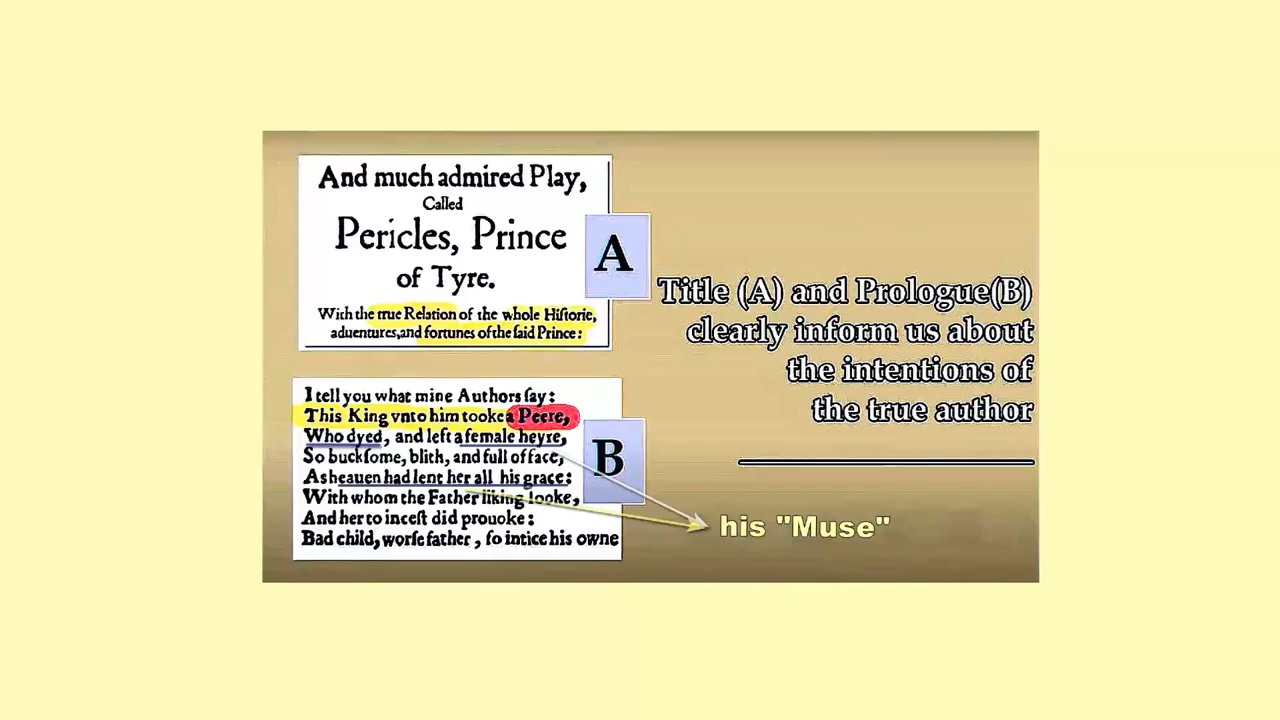 And much admired Play,
Called
Pericles, Prince
of Tyre.
With the true Relation of the whole Hiſtorie,
aduentures,and fortunes of the ſaid Prince:
A
Title (A) and Prologue(B)
clearly inform us about
the intentions of
the true author
I tell you what mine Authors ſay:
This King vnto him tooke a Peere,
Who dyed, and left a female heyre,
So buckſome, blith, and full of face,
As heauen had lent her all his grace:
With whom the Father liking tooke,
And her to inceſt did prouoke:
Bad child, worſe father, ſo intice his owne
B
his "Muse"